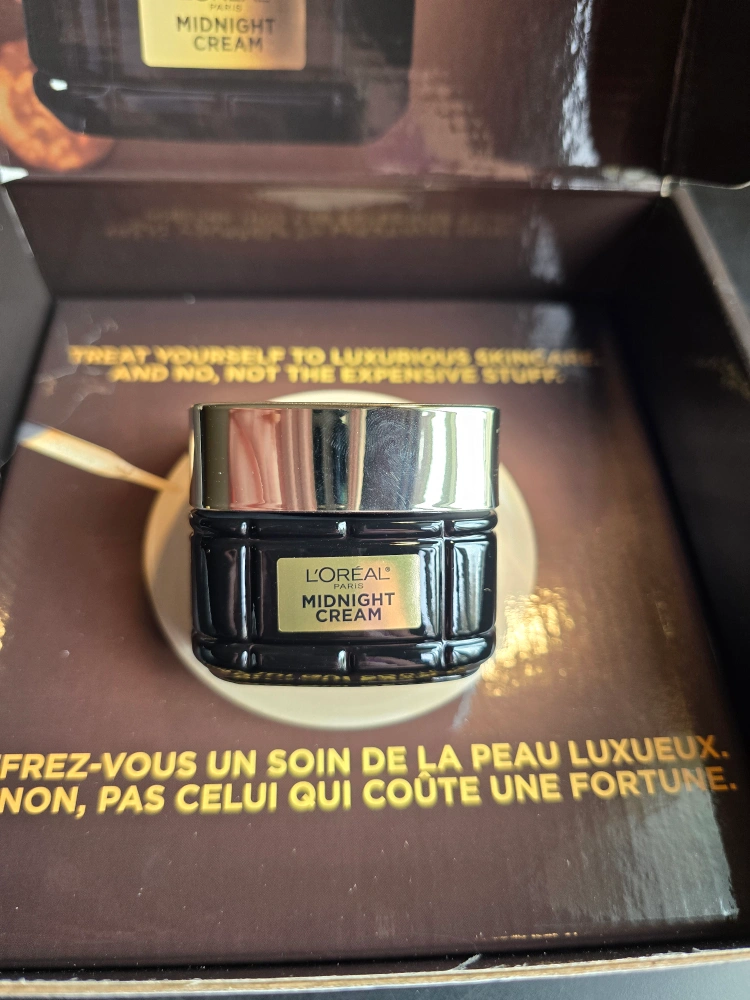 PARIS
MIDNIGHT
CREAM
TREAT YOURSELF TO LUXURIOUS SKINCARE.
AND NO, NOT THE EXPENSIVE STUFF.
L'ORÉAL®
PARIS
MIDNIGHT
CREAM
FREZ-VOUS UN SOIN DE LA PEAU LUXUEUX.
NON, PAS CELUI QUI COÛTE UNE FORTUNE.